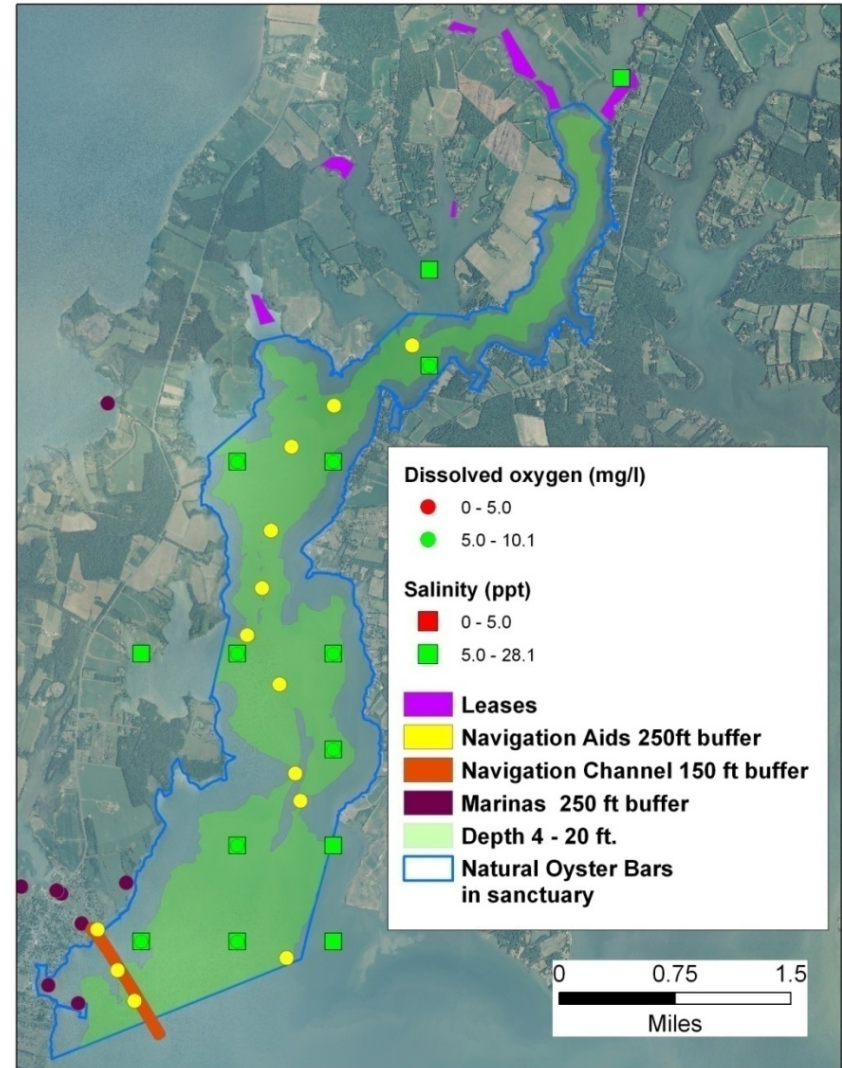 Dissolved oxygen (mg/l)
0 - 5.0
5.0 - 10.1
Salinity (ppt)
0 - 5.0
5.0 - 28.1
Leases
Navigation Aids 250ft buffer
Navigation Channel 150 ft buffer
Marinas  250 ft buffer
Depth 4 - 20 ft.
Natural Oyster Bars
in sanctuary
0 0.75 1.5
Miles